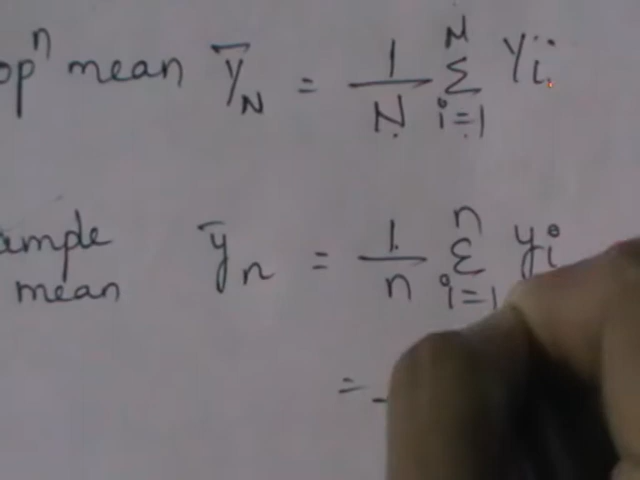 opⁿ mean Ȳ_N = 1/N Σ_{i=1}^{N} Y_i
ample mean ȳ_n = 1/n Σ_{i=1}^{n} y_i
=